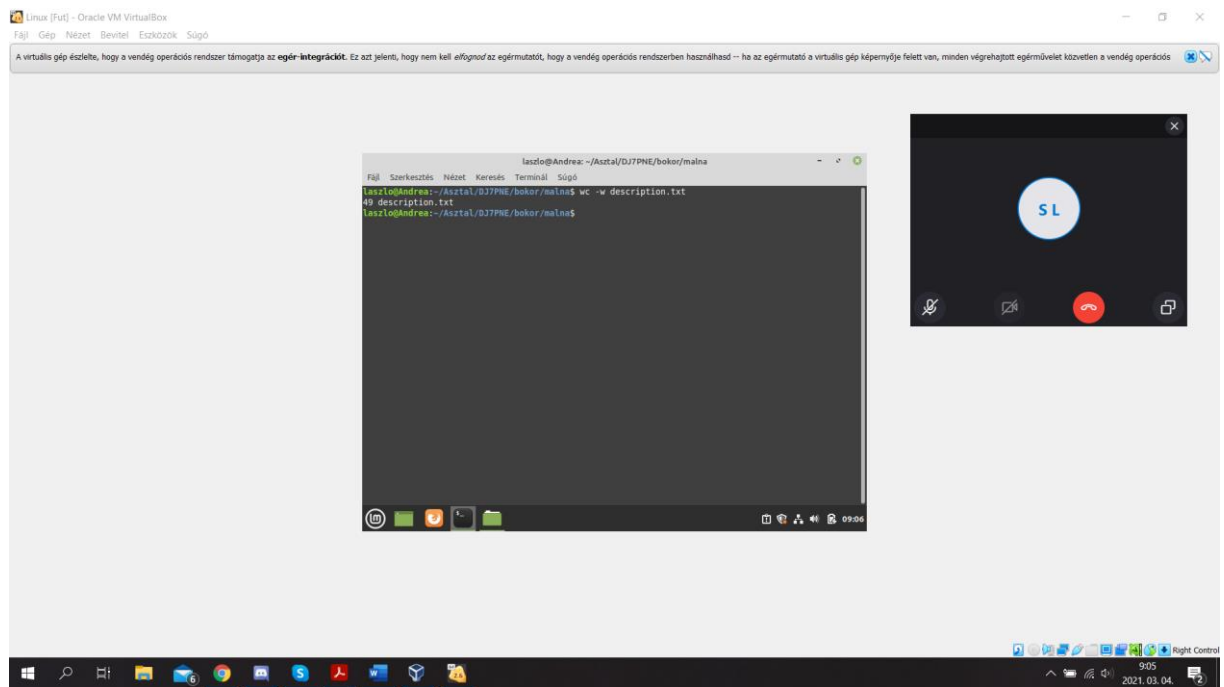 Linux [Fut] - Oracle VM VirtualBox
Fájl Gép Nézet Bevitel Eszközök Súgó
A virtuális gép észlelte, hogy a vendég operációs rendszer támogatja az egér-integrációt. Ez azt jelenti, hogy nem kell elfognod az egérmutatót, hogy a vendég operációs rendszerben használhasd -- ha az egérmutató a virtuális gép képernyője felett van, minden végrehajtott egérművelet közvetlen a vendég operációs
laszlo@Andrea: ~/Asztal/DJ7PNE/bokor/malna
Fájl Szerkesztés Nézet Keresés Terminál Súgó
laszlo@Andrea:~/Asztal/DJ7PNE/bokor/malna$ wc -w description.txt
49 description.txt
laszlo@Andrea:~/Asztal/DJ7PNE/bokor/malna$
S L
09:06
Right Control
6
9:05
2021. 03. 04.
2